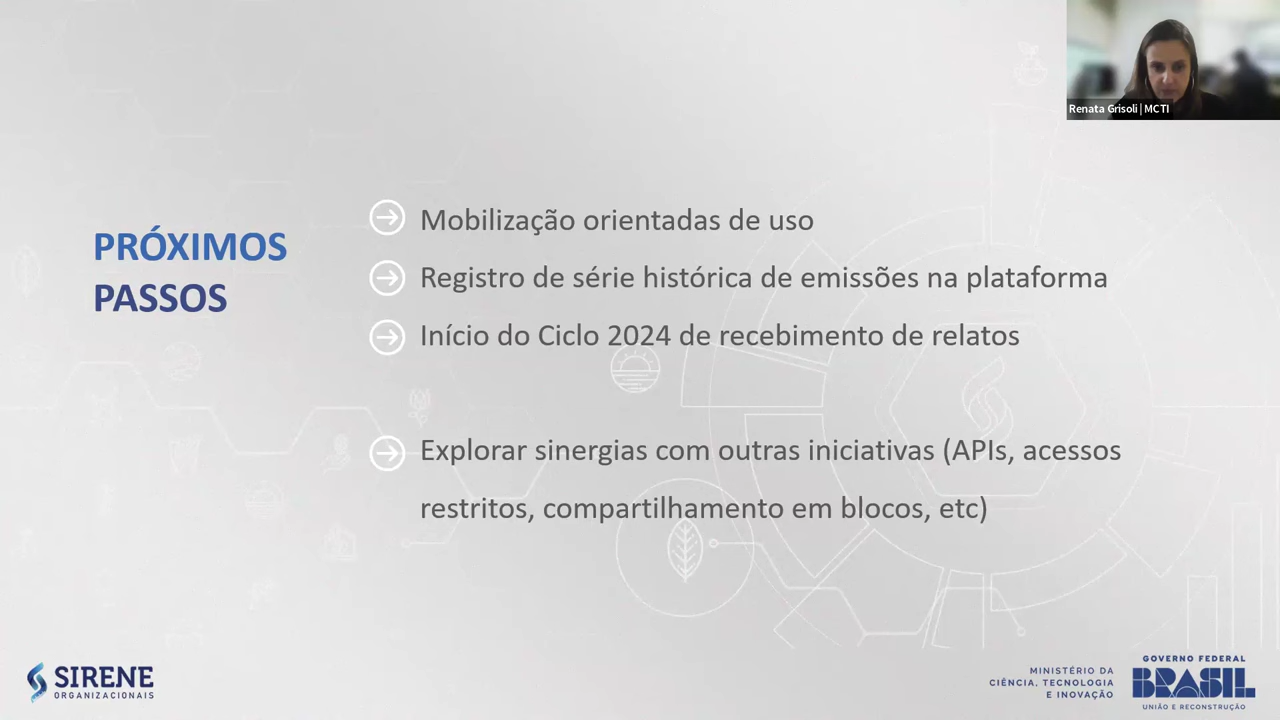 Renata Grisoli | MCTI
PRÓXIMOS
PASSOS
Mobilização orientadas de uso
Registro de série histórica de emissões na plataforma
Início do Ciclo 2024 de recebimento de relatos
Explorar sinergias com outras iniciativas (APIs, acessos
restritos, compartilhamento em blocos, etc)
SIRENE
ORGANIZACIONAIS
MINISTÉRIO DA
CIÊNCIA, TECNOLOGIA
E INOVAÇÃO
GOVERNO FEDERAL
BRASIL
UNIÃO E RECONSTRUÇÃO